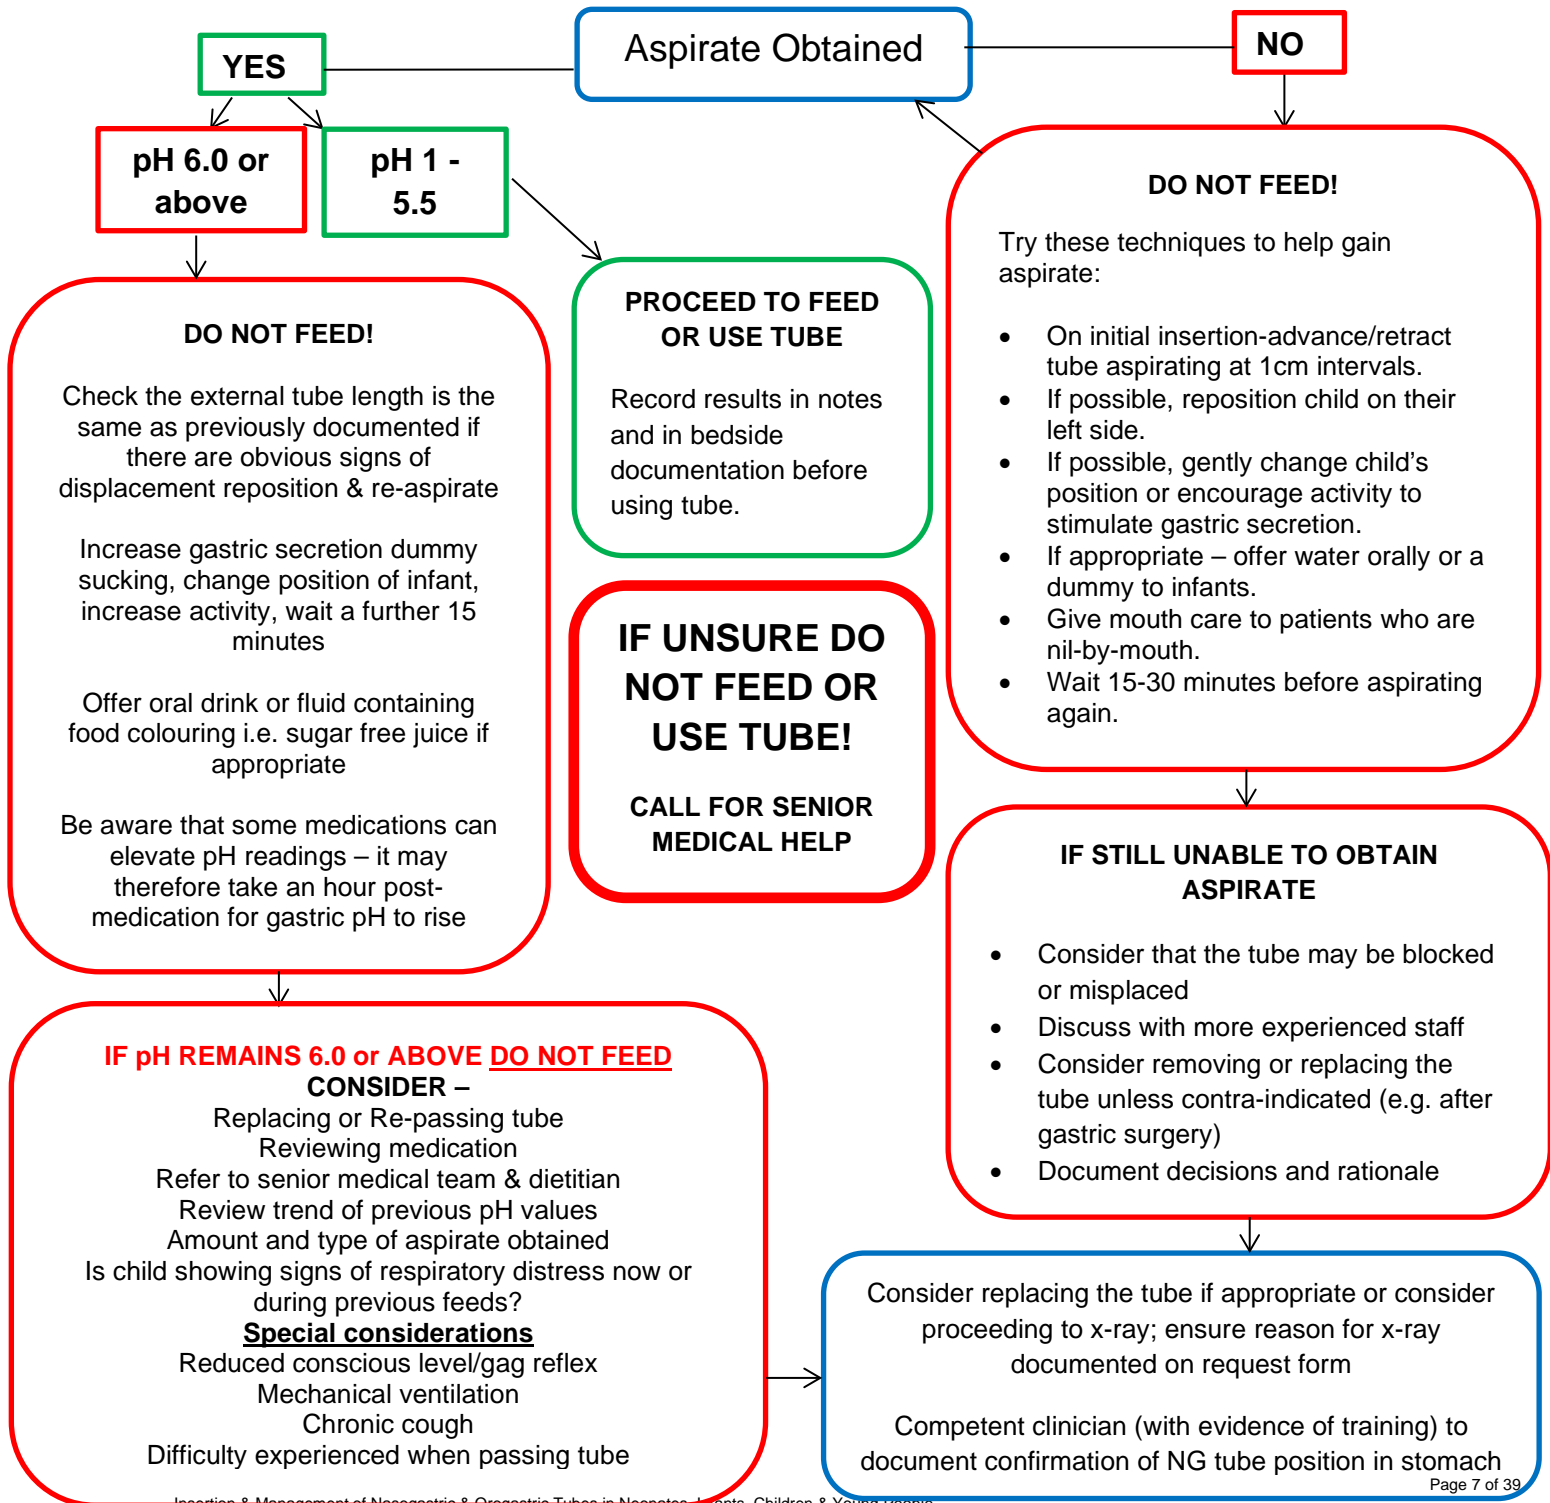 Aspirate Obtained
YES
NO
pH 6.0 or
above
pH 1 -
5.5
DO NOT FEED!
Check the external tube length is the
same as previously documented if
there are obvious signs of
displacement reposition & re-aspirate
Increase gastric secretion dummy
sucking, change position of infant,
increase activity, wait a further 15
minutes
Offer oral drink or fluid containing
food colouring i.e. sugar free juice if
appropriate
Be aware that some medications can
elevate pH readings – it may
therefore take an hour post-
medication for gastric pH to rise
PROCEED TO FEED
OR USE TUBE
Record results in notes
and in bedside
documentation before
using tube.
IF UNSURE DO
NOT FEED OR
USE TUBE!
CALL FOR SENIOR
MEDICAL HELP
DO NOT FEED!
Try these techniques to help gain
aspirate:
• On initial insertion-advance/retract
tube aspirating at 1cm intervals.
• If possible, reposition child on their
left side.
• If possible, gently change child's
position or encourage activity to
stimulate gastric secretion.
• If appropriate – offer water orally or a
dummy to infants.
• Give mouth care to patients who are
nil-by-mouth.
• Wait 15-30 minutes before aspirating
again.
IF STILL UNABLE TO OBTAIN
ASPIRATE
• Consider that the tube may be blocked
or misplaced
• Discuss with more experienced staff
• Consider removing or replacing the
tube unless contra-indicated (e.g. after
gastric surgery)
• Document decisions and rationale
IF pH REMAINS 6.0 or ABOVE DO NOT FEED
CONSIDER –
Replacing or Re-passing tube
Reviewing medication
Refer to senior medical team & dietitian
Review trend of previous pH values
Amount and type of aspirate obtained
Is child showing signs of respiratory distress now or
during previous feeds?
Special considerations
Reduced conscious level/gag reflex
Mechanical ventilation
Chronic cough
Difficulty experienced when passing tube
Consider replacing the tube if appropriate or consider
proceeding to x-ray; ensure reason for x-ray
documented on request form
Competent clinician (with evidence of training) to
document confirmation of NG tube position in stomach
Page 7 of 39
Insertion & Management of Nasogastric & Orogastric Tubes in Neonates, Infants, Children & Young People